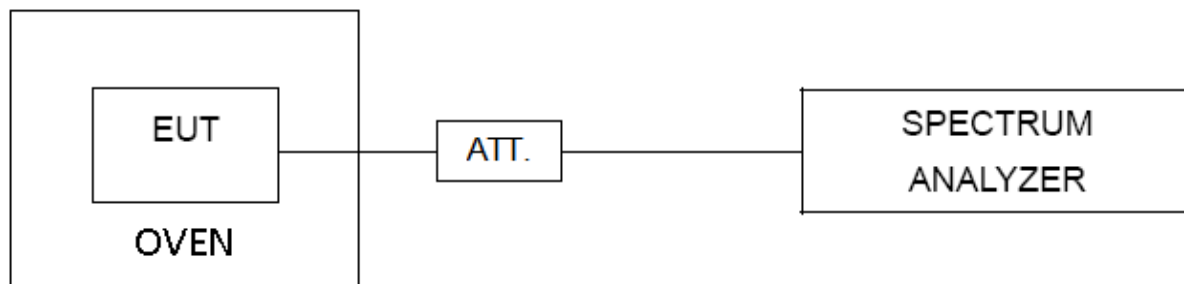 EUT
OVEN
ATT.
SPECTRUM
ANALYZER